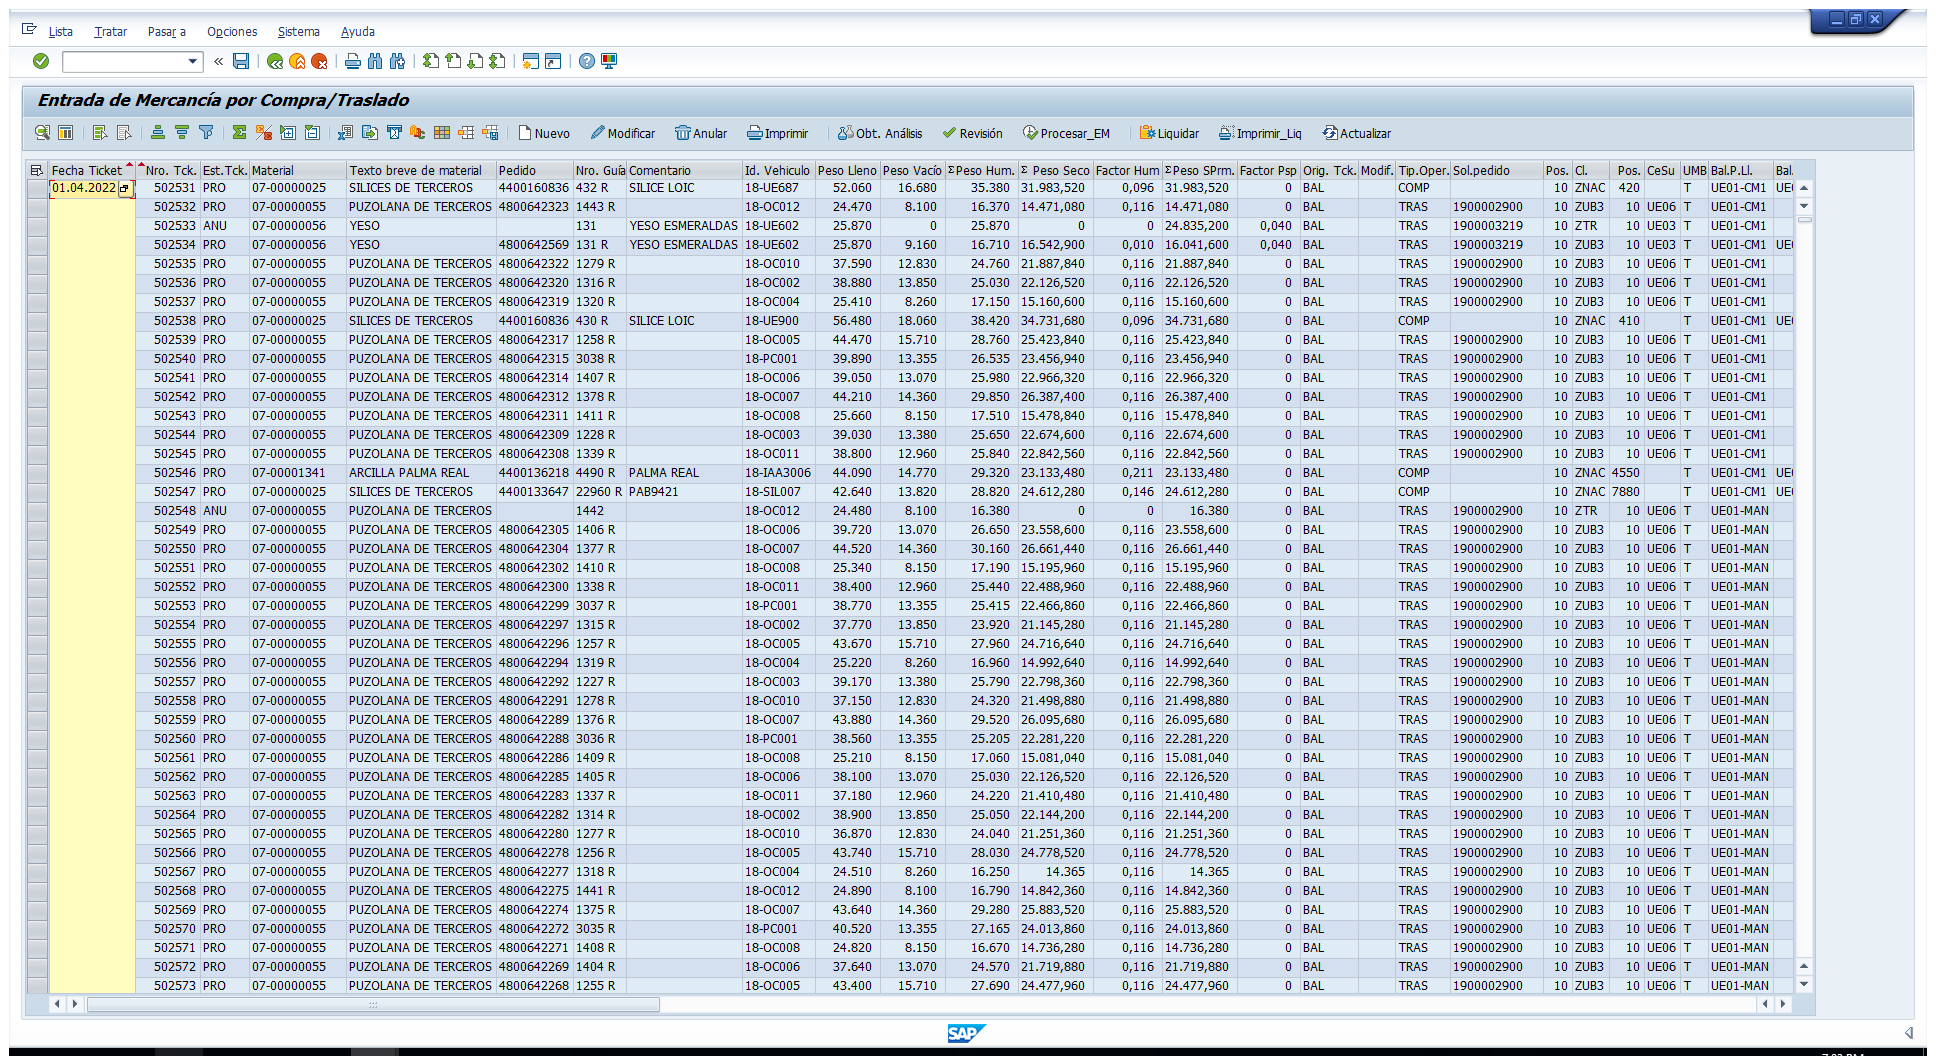 Lista Tratar Pasar a Opciones Sistema Ayuda
Entrada de Mercancía por Compra/Traslado
Nuevo Modificar Anular Imprimir Obt. Análisis Revisión Procesar_EM Liquidar Imprimir_Liq Actualizar
Fecha Ticket Nro. Tck. Est.Tck. Material Texto breve de material Pedido Nro. Guía Comentario Id. Vehiculo Peso Lleno Peso Vacío ΣPeso Hum. Σ Peso Seco Factor Hum ΣPeso SPrm. Factor Psp Orig. Tck. Modif. Tip.Oper. Sol.pedido Pos. Cl. Pos. CeSu UMB Bal.P.Ll. Bal.
01.04.2022 502531 PRO 07-00000025 SILICES DE TERCEROS 4400160836 432 R SILICE LOIC 18-UE687 52.060 16.680 35.380 31.983,520 0,096 31.983,520 0 BAL COMP 10 ZNAC 420 T UE01-CM1 UE
502532 PRO 07-00000055 PUZOLANA DE TERCEROS 4800642323 1443 R 18-OC012 24.470 8.100 16.370 14.471,080 0,116 14.471,080 0 BAL TRAS 1900002900 10 ZUB3 10 UE06 T UE01-CM1
502533 ANU 07-00000056 YESO 131 YESO ESMERALDAS 18-UE602 25.870 0 25.870 0 0 24.835,200 0,040 BAL TRAS 1900003219 10 ZTR 10 UE03 T UE01-CM1
502534 PRO 07-00000056 YESO 4800642569 131 R YESO ESMERALDAS 18-UE602 25.870 9.160 16.710 16.542,900 0,010 16.041,600 0,040 BAL TRAS 1900003219 10 ZUB3 10 UE03 T UE01-CM1 UE
502535 PRO 07-00000055 PUZOLANA DE TERCEROS 4800642322 1279 R 18-OC010 37.590 12.830 24.760 21.887,840 0,116 21.887,840 0 BAL TRAS 1900002900 10 ZUB3 10 UE06 T UE01-CM1
502536 PRO 07-00000055 PUZOLANA DE TERCEROS 4800642320 1316 R 18-OC002 38.880 13.850 25.030 22.126,520 0,116 22.126,520 0 BAL TRAS 1900002900 10 ZUB3 10 UE06 T UE01-CM1
502537 PRO 07-00000055 PUZOLANA DE TERCEROS 4800642319 1320 R 18-OC004 25.410 8.260 17.150 15.160,600 0,116 15.160,600 0 BAL TRAS 1900002900 10 ZUB3 10 UE06 T UE01-CM1
502538 PRO 07-00000025 SILICES DE TERCEROS 4400160836 430 R SILICE LOIC 18-UE900 56.480 18.060 38.420 34.731,680 0,096 34.731,680 0 BAL COMP 10 ZNAC 410 T UE01-CM1 UE
502539 PRO 07-00000055 PUZOLANA DE TERCEROS 4800642317 1258 R 18-OC005 44.470 15.710 28.760 25.423,840 0,116 25.423,840 0 BAL TRAS 1900002900 10 ZUB3 10 UE06 T UE01-CM1
502540 PRO 07-00000055 PUZOLANA DE TERCEROS 4800642315 3038 R 18-PC001 39.890 13.355 26.535 23.456,940 0,116 23.456,940 0 BAL TRAS 1900002900 10 ZUB3 10 UE06 T UE01-CM1
502541 PRO 07-00000055 PUZOLANA DE TERCEROS 4800642314 1407 R 18-OC006 39.050 13.070 25.980 22.966,320 0,116 22.966,320 0 BAL TRAS 1900002900 10 ZUB3 10 UE06 T UE01-CM1
502542 PRO 07-00000055 PUZOLANA DE TERCEROS 4800642312 1378 R 18-OC007 44.210 14.360 29.850 26.387,400 0,116 26.387,400 0 BAL TRAS 1900002900 10 ZUB3 10 UE06 T UE01-CM1
502543 PRO 07-00000055 PUZOLANA DE TERCEROS 4800642311 1411 R 18-OC008 25.660 8.150 17.510 15.478,840 0,116 15.478,840 0 BAL TRAS 1900002900 10 ZUB3 10 UE06 T UE01-CM1
502544 PRO 07-00000055 PUZOLANA DE TERCEROS 4800642309 1228 R 18-OC003 39.030 13.380 25.650 22.674,600 0,116 22.674,600 0 BAL TRAS 1900002900 10 ZUB3 10 UE06 T UE01-CM1
502545 PRO 07-00000055 PUZOLANA DE TERCEROS 4800642308 1339 R 18-OC011 38.800 12.960 25.840 22.842,560 0,116 22.842,560 0 BAL TRAS 1900002900 10 ZUB3 10 UE06 T UE01-CM1
502546 PRO 07-00001341 ARCILLA PALMA REAL 4400136218 4490 R PALMA REAL 18-IAA3006 44.090 14.770 29.320 23.133,480 0,211 23.133,480 0 BAL COMP 10 ZNAC 4550 T UE01-CM1 UE
502547 PRO 07-00000025 SILICES DE TERCEROS 4400133647 22960 R PAB9421 18-SIL007 42.640 13.820 28.820 24.612,280 0,146 24.612,280 0 BAL COMP 10 ZNAC 7880 T UE01-CM1 UE
502548 ANU 07-00000055 PUZOLANA DE TERCEROS 1442 18-OC012 24.480 8.100 16.380 0 0 16.380 0 BAL TRAS 1900002900 10 ZTR 10 UE06 T UE01-MAN
502549 PRO 07-00000055 PUZOLANA DE TERCEROS 4800642305 1406 R 18-OC006 39.720 13.070 26.650 23.558,600 0,116 23.558,600 0 BAL TRAS 1900002900 10 ZUB3 10 UE06 T UE01-MAN
502550 PRO 07-00000055 PUZOLANA DE TERCEROS 4800642304 1377 R 18-OC007 44.520 14.360 30.160 26.661,440 0,116 26.661,440 0 BAL TRAS 1900002900 10 ZUB3 10 UE06 T UE01-MAN
502551 PRO 07-00000055 PUZOLANA DE TERCEROS 4800642302 1410 R 18-OC008 25.340 8.150 17.190 15.195,960 0,116 15.195,960 0 BAL TRAS 1900002900 10 ZUB3 10 UE06 T UE01-MAN
502552 PRO 07-00000055 PUZOLANA DE TERCEROS 4800642300 1338 R 18-OC011 38.400 12.960 25.440 22.488,960 0,116 22.488,960 0 BAL TRAS 1900002900 10 ZUB3 10 UE06 T UE01-MAN
502553 PRO 07-00000055 PUZOLANA DE TERCEROS 4800642299 3037 R 18-PC001 38.770 13.355 25.415 22.466,860 0,116 22.466,860 0 BAL TRAS 1900002900 10 ZUB3 10 UE06 T UE01-MAN
502554 PRO 07-00000055 PUZOLANA DE TERCEROS 4800642297 1315 R 18-OC002 37.770 13.850 23.920 21.145,280 0,116 21.145,280 0 BAL TRAS 1900002900 10 ZUB3 10 UE06 T UE01-MAN
502555 PRO 07-00000055 PUZOLANA DE TERCEROS 4800642296 1257 R 18-OC005 43.670 15.710 27.960 24.716,640 0,116 24.716,640 0 BAL TRAS 1900002900 10 ZUB3 10 UE06 T UE01-MAN
502556 PRO 07-00000055 PUZOLANA DE TERCEROS 4800642294 1319 R 18-OC004 25.220 8.260 16.960 14.992,640 0,116 14.992,640 0 BAL TRAS 1900002900 10 ZUB3 10 UE06 T UE01-MAN
502557 PRO 07-00000055 PUZOLANA DE TERCEROS 4800642292 1227 R 18-OC003 39.170 13.380 25.790 22.798,360 0,116 22.798,360 0 BAL TRAS 1900002900 10 ZUB3 10 UE06 T UE01-MAN
502558 PRO 07-00000055 PUZOLANA DE TERCEROS 4800642291 1278 R 18-OC010 37.150 12.830 24.320 21.498,880 0,116 21.498,880 0 BAL TRAS 1900002900 10 ZUB3 10 UE06 T UE01-MAN
502559 PRO 07-00000055 PUZOLANA DE TERCEROS 4800642289 1376 R 18-OC007 43.880 14.360 29.520 26.095,680 0,116 26.095,680 0 BAL TRAS 1900002900 10 ZUB3 10 UE06 T UE01-MAN
502560 PRO 07-00000055 PUZOLANA DE TERCEROS 4800642288 3036 R 18-PC001 38.560 13.355 25.205 22.281,220 0,116 22.281,220 0 BAL TRAS 1900002900 10 ZUB3 10 UE06 T UE01-MAN
502561 PRO 07-00000055 PUZOLANA DE TERCEROS 4800642286 1409 R 18-OC008 25.210 8.150 17.060 15.081,040 0,116 15.081,040 0 BAL TRAS 1900002900 10 ZUB3 10 UE06 T UE01-MAN
502562 PRO 07-00000055 PUZOLANA DE TERCEROS 4800642285 1405 R 18-OC006 38.100 13.070 25.030 22.126,520 0,116 22.126,520 0 BAL TRAS 1900002900 10 ZUB3 10 UE06 T UE01-MAN
502563 PRO 07-00000055 PUZOLANA DE TERCEROS 4800642283 1337 R 18-OC011 37.180 12.960 24.220 21.410,480 0,116 21.410,480 0 BAL TRAS 1900002900 10 ZUB3 10 UE06 T UE01-MAN
502564 PRO 07-00000055 PUZOLANA DE TERCEROS 4800642282 1314 R 18-OC002 38.900 13.850 25.050 22.144,200 0,116 22.144,200 0 BAL TRAS 1900002900 10 ZUB3 10 UE06 T UE01-MAN
502565 PRO 07-00000055 PUZOLANA DE TERCEROS 4800642280 1277 R 18-OC010 36.870 12.830 24.040 21.251,360 0,116 21.251,360 0 BAL TRAS 1900002900 10 ZUB3 10 UE06 T UE01-MAN
502566 PRO 07-00000055 PUZOLANA DE TERCEROS 4800642278 1256 R 18-OC005 43.740 15.710 28.030 24.778,520 0,116 24.778,520 0 BAL TRAS 1900002900 10 ZUB3 10 UE06 T UE01-MAN
502567 PRO 07-00000055 PUZOLANA DE TERCEROS 4800642277 1318 R 18-OC004 24.510 8.260 16.250 14.365 0,116 14.365 0 BAL TRAS 1900002900 10 ZUB3 10 UE06 T UE01-MAN
502568 PRO 07-00000055 PUZOLANA DE TERCEROS 4800642275 1441 R 18-OC012 24.890 8.100 16.790 14.842,360 0,116 14.842,360 0 BAL TRAS 1900002900 10 ZUB3 10 UE06 T UE01-MAN
502569 PRO 07-00000055 PUZOLANA DE TERCEROS 4800642274 1375 R 18-OC007 43.640 14.360 29.280 25.883,520 0,116 25.883,520 0 BAL TRAS 1900002900 10 ZUB3 10 UE06 T UE01-MAN
502570 PRO 07-00000055 PUZOLANA DE TERCEROS 4800642272 3035 R 18-PC001 40.520 13.355 27.165 24.013,860 0,116 24.013,860 0 BAL TRAS 1900002900 10 ZUB3 10 UE06 T UE01-MAN
502571 PRO 07-00000055 PUZOLANA DE TERCEROS 4800642271 1408 R 18-OC008 24.820 8.150 16.670 14.736,280 0,116 14.736,280 0 BAL TRAS 1900002900 10 ZUB3 10 UE06 T UE01-MAN
502572 PRO 07-00000055 PUZOLANA DE TERCEROS 4800642269 1404 R 18-OC006 37.640 13.070 24.570 21.719,880 0,116 21.719,880 0 BAL TRAS 1900002900 10 ZUB3 10 UE06 T UE01-MAN
502573 PRO 07-00000055 PUZOLANA DE TERCEROS 4800642268 1255 R 18-OC005 43.400 15.710 27.690 24.477,960 0,116 24.477,960 0 BAL TRAS 1900002900 10 ZUB3 10 UE06 T UE01-MAN
SAP